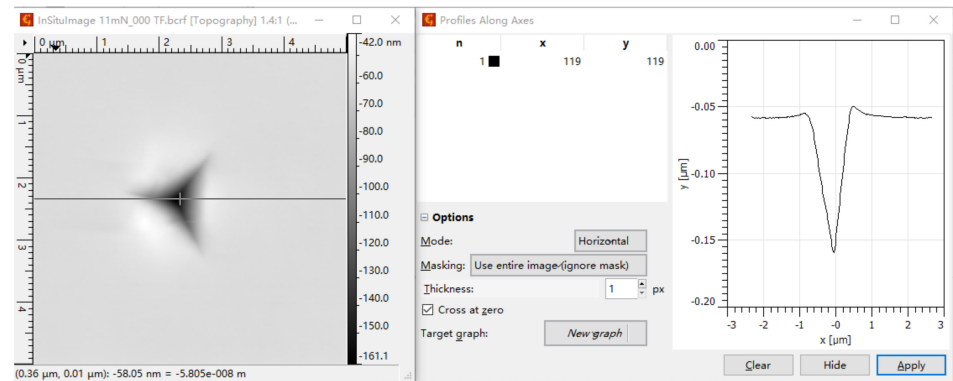 InSituImage 11mN_000 TF.bcrf [Topography] 1.4:1 (...
0 µm 1 2 3 4
0 µm
1
2
3
4
-42.0 nm
-60.0
-70.0
-80.0
-90.0
-100.0
-110.0
-120.0
-130.0
-140.0
-150.0
-161.1
(0.36 µm, 0.01 µm): -58.05 nm = -5.805e-008 m
Profiles Along Axes
n x y
1 119 119
Options
Mode: Horizontal
Masking: Use entire image (ignore mask)
Thickness: 1 px
Cross at zero
Target graph: New graph
0.00
-0.05
-0.10
-0.15
-0.20
y [µm]
-3 -2 -1 -0 1 2 3
x [µm]
Clear Hide Apply